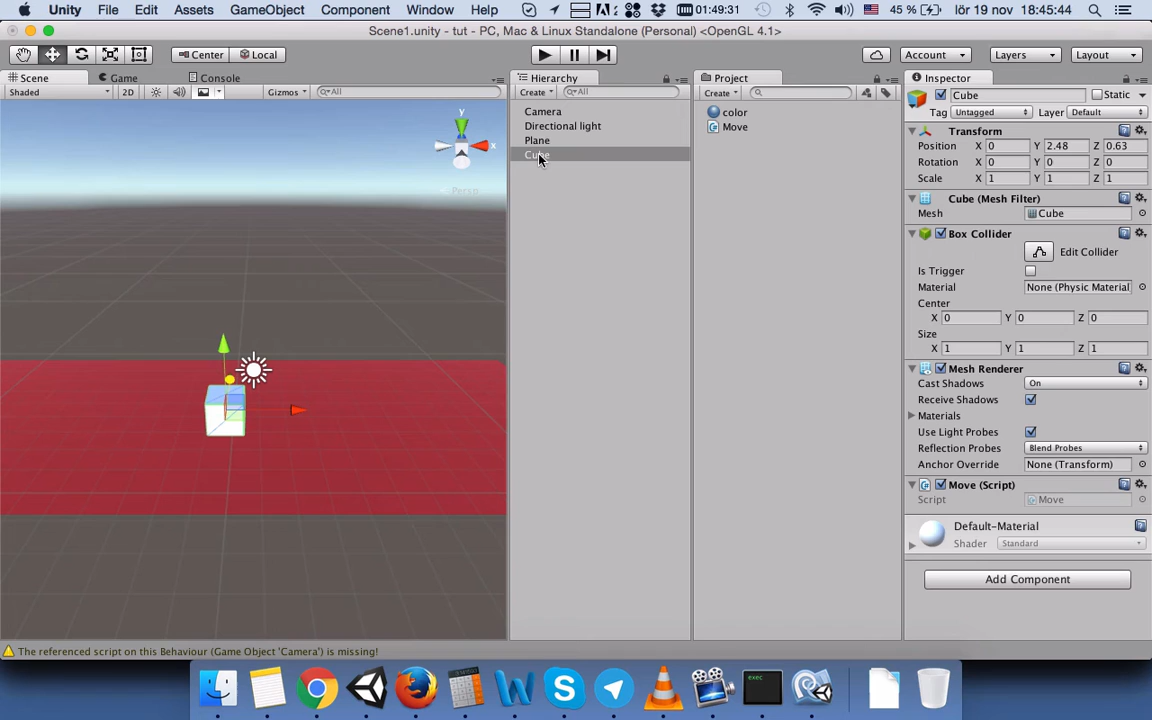 Unity File Edit Assets GameObject Component Window Help 01:49:31 45 % lör 19 nov 18:45:44
Scene1.unity - tut - PC, Mac & Linux Standalone (Personal) <OpenGL 4.1>
Center Local Account Layers Layout
Scene Game Console Hierarchy Project Inspector
Shaded 2D Gizmos All Create All Create Cube Static
Tag Untagged Layer Default
Camera
Directional light
Plane
Cube
color
Move
y
x
Persp
Transform
Position X 0 Y 2.48 Z 0.63
Rotation X 0 Y 0 Z 0
Scale X 1 Y 1 Z 1
Cube (Mesh Filter)
Mesh Cube
Box Collider
Edit Collider
Is Trigger
Material None (Physic Material)
Center
X 0 Y 0 Z 0
Size
X 1 Y 1 Z 1
Mesh Renderer
Cast Shadows On
Receive Shadows
Materials
Use Light Probes
Reflection Probes Blend Probes
Anchor Override None (Transform)
Move (Script)
Script Move
Default-Material
Shader Standard
Add Component
The referenced script on this Behaviour (Game Object 'Camera') is missing!
exec